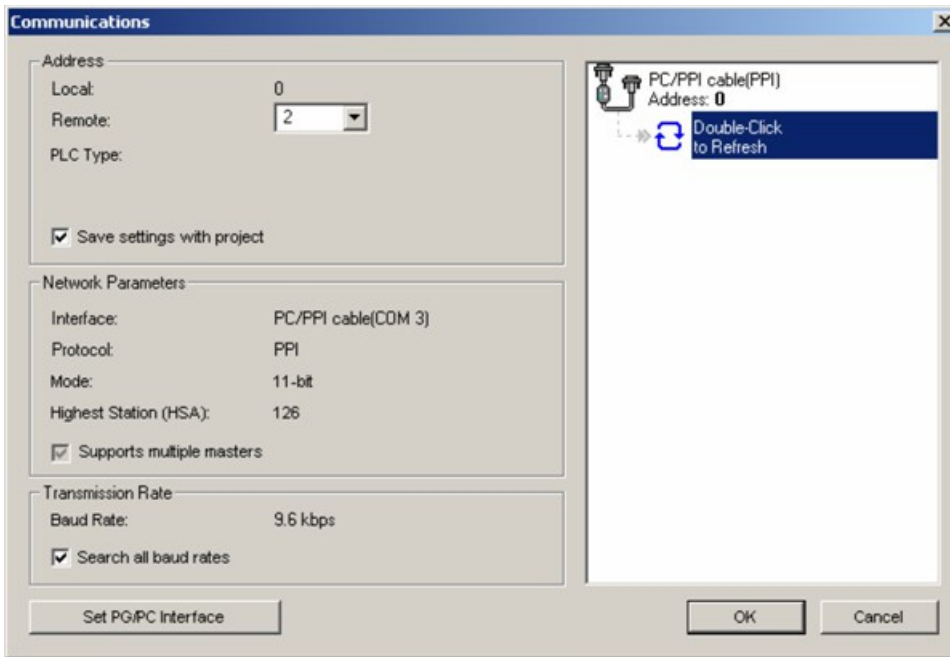 Communications
Address
Local: 0
Remote: 2
PLC Type:
Save settings with project
Network Parameters
Interface: PC/PPI cable(COM 3)
Protocol: PPI
Mode: 11-bit
Highest Station (HSA): 126
Supports multiple masters
Transmission Rate
Baud Rate: 9.6 kbps
Search all baud rates
Set PG/PC Interface
PC/PPI cable(PPI)
Address: 0
Double-Click
to Refresh
OK
Cancel